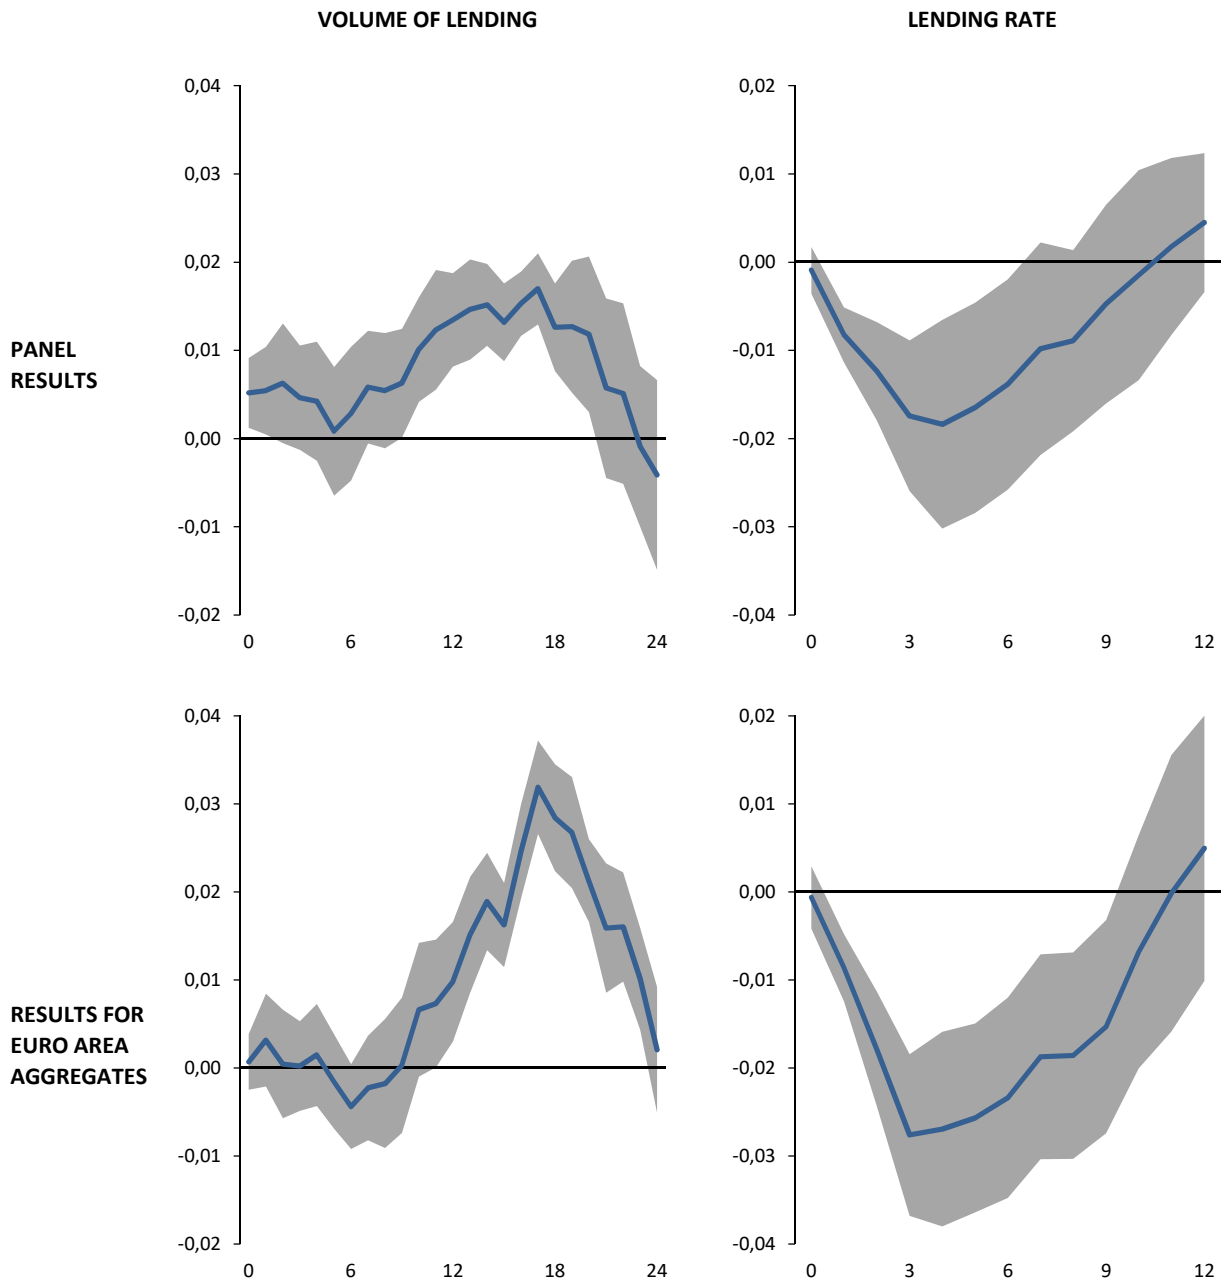 VOLUME OF LENDING
LENDING RATE
PANEL
RESULTS
0,04
0,03
0,02
0,01
0,00
-0,01
-0,02
0 6 12 18 24
0,02
0,01
0,00
-0,01
-0,02
-0,03
-0,04
0 3 6 9 12
RESULTS FOR
EURO AREA
AGGREGATES
0,04
0,03
0,02
0,01
0,00
-0,01
-0,02
0 6 12 18 24
0,02
0,01
0,00
-0,01
-0,02
-0,03
-0,04
0 3 6 9 12